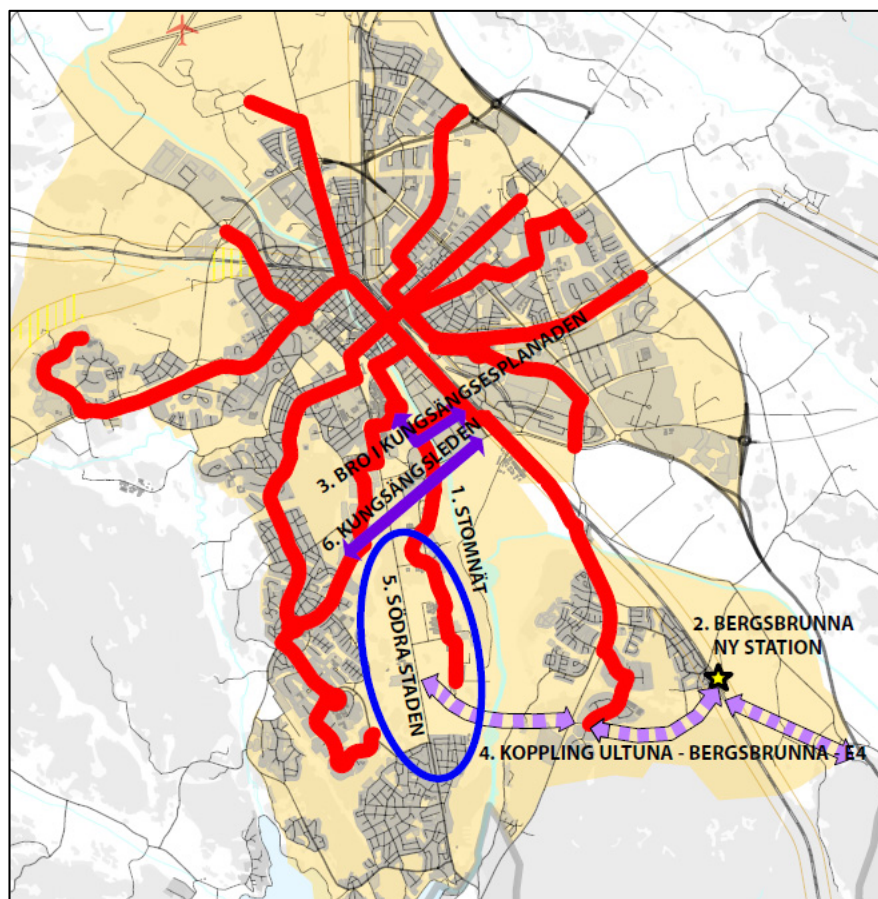 3. BRO I KUNGSÄNGSESPLANADEN
6. KUNGSÄNGSLEDEN
1. STOMNÄT
5. SÖDRA STADEN
2. BERGSBRUNNA
NY STATION
4. KOPPLING ULTUNA - BERGSBRUNNA - E4